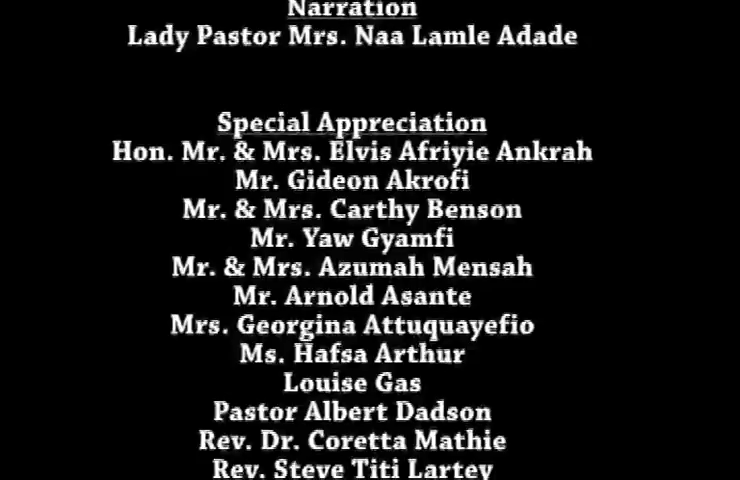 Narration
Lady Pastor Mrs. Naa Lamle Adade
Special Appreciation
Hon. Mr. & Mrs. Elvis Afriyie Ankrah
Mr. Gideon Akrofi
Mr. & Mrs. Carthy Benson
Mr. Yaw Gyamfi
Mr. & Mrs. Azumah Mensah
Mr. Arnold Asante
Mrs. Georgina Attuquayefio
Ms. Hafsa Arthur
Louise Gas
Pastor Albert Dadson
Rev. Dr. Coretta Mathie
Rev. Steve Titi Lartey